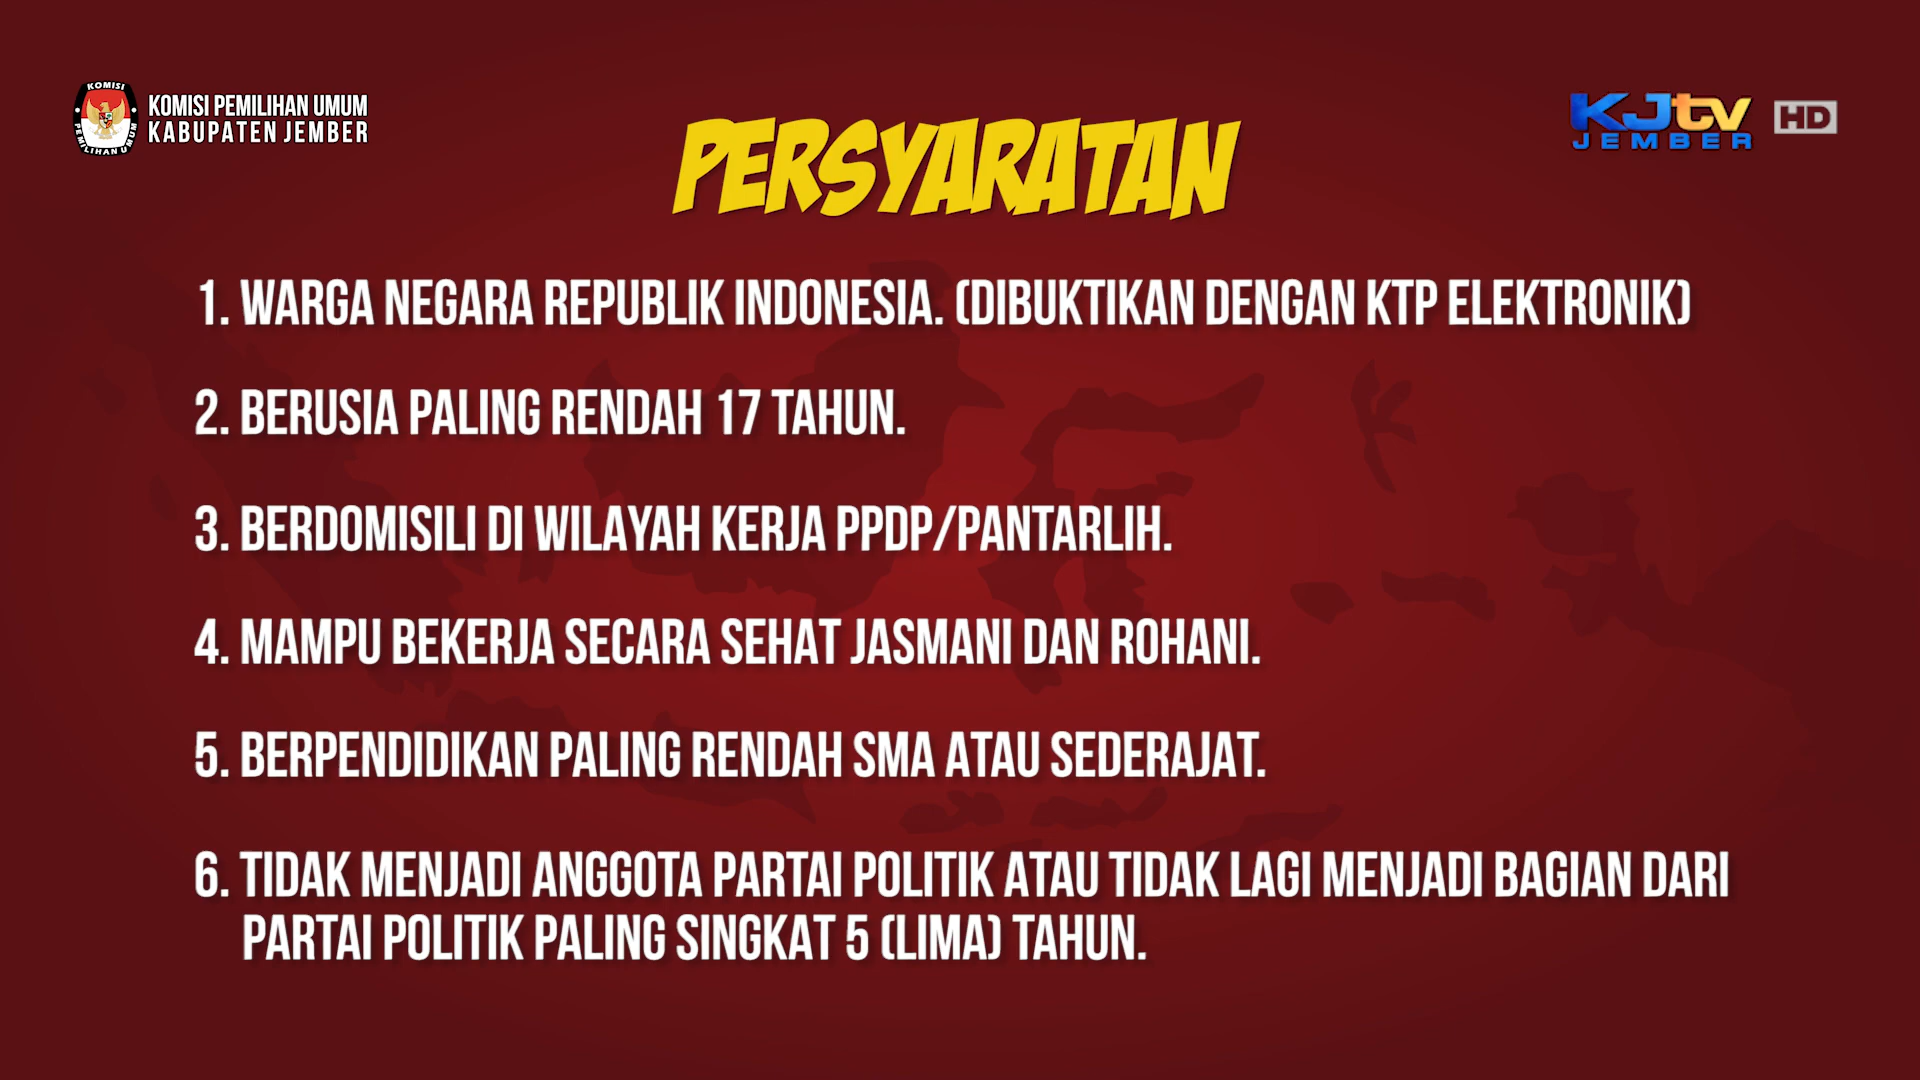 KOMISI
PEMILIHAN UMUM
KOMISI PEMILIHAN UMUM
KABUPATEN JEMBER
KJtv
JEMBER
HD
PERSYARATAN
1. WARGA NEGARA REPUBLIK INDONESIA. (DIBUKTIKAN DENGAN KTP ELEKTRONIK)
2. BERUSIA PALING RENDAH 17 TAHUN.
3. BERDOMISILI DI WILAYAH KERJA PPDP/PANTARLIH.
4. MAMPU BEKERJA SECARA SEHAT JASMANI DAN ROHANI.
5. BERPENDIDIKAN PALING RENDAH SMA ATAU SEDERAJAT.
6. TIDAK MENJADI ANGGOTA PARTAI POLITIK ATAU TIDAK LAGI MENJADI BAGIAN DARI
PARTAI POLITIK PALING SINGKAT 5 (LIMA) TAHUN.